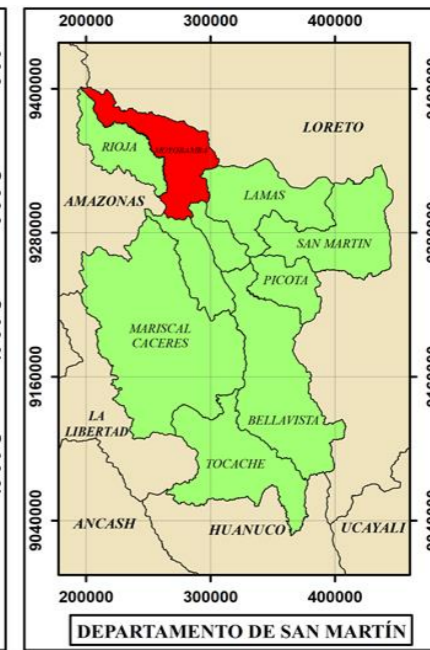 200000 300000 400000
9400000
LORETO
RIOJA
MOYOBAMBA
AMAZONAS
LAMAS
9280000
SAN MARTIN
PICOTA
MARISCAL
CACERES
9160000
LA
LIBERTAD
BELLAVISTA
TOCACHE
9040000
ANCASH
HUANUCO
UCAYALI
200000 300000 400000
DEPARTAMENTO DE SAN MARTÍN